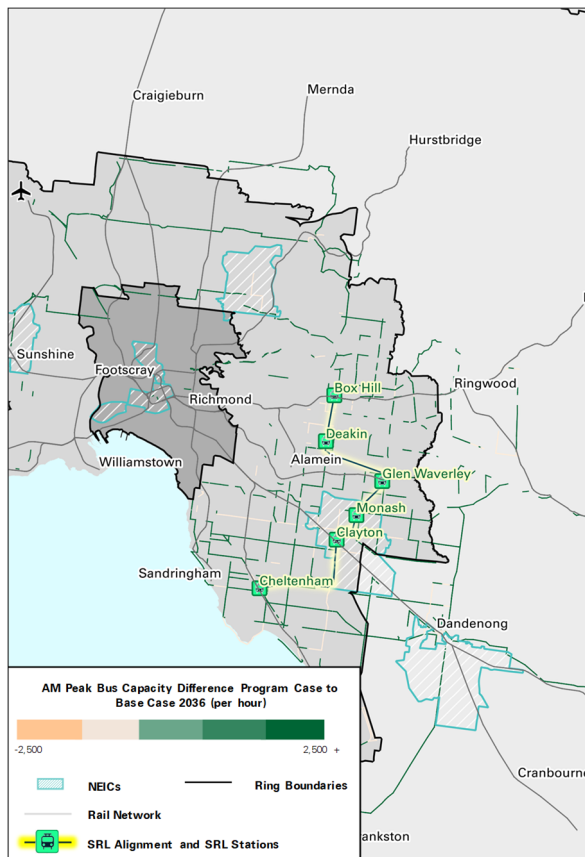 Mernda
Craigieburn
Hurstbridge
Sunshine
Footscray
Ringwood
Box Hill
Richmond
Deakin
Williamstown
Alamein
Glen Waverley
Monash
Clayton
Sandringham
Cheltenham
Dandenong
AM Peak Bus Capacity Difference Program Case to
Base Case 2036 (per hour)
-2,500
2,500 +
NEICs
Ring Boundaries
Rail Network
SRL Alignment and SRL Stations
Cranbourne
rankston